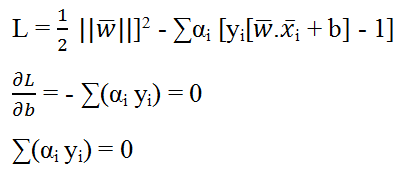 L = 1/2 ||w̅||]² - ∑αᵢ [yᵢ[w̅.x̅ᵢ + b] - 1]
∂L/∂b = - ∑(αᵢ yᵢ) = 0
∑(αᵢ yᵢ) = 0